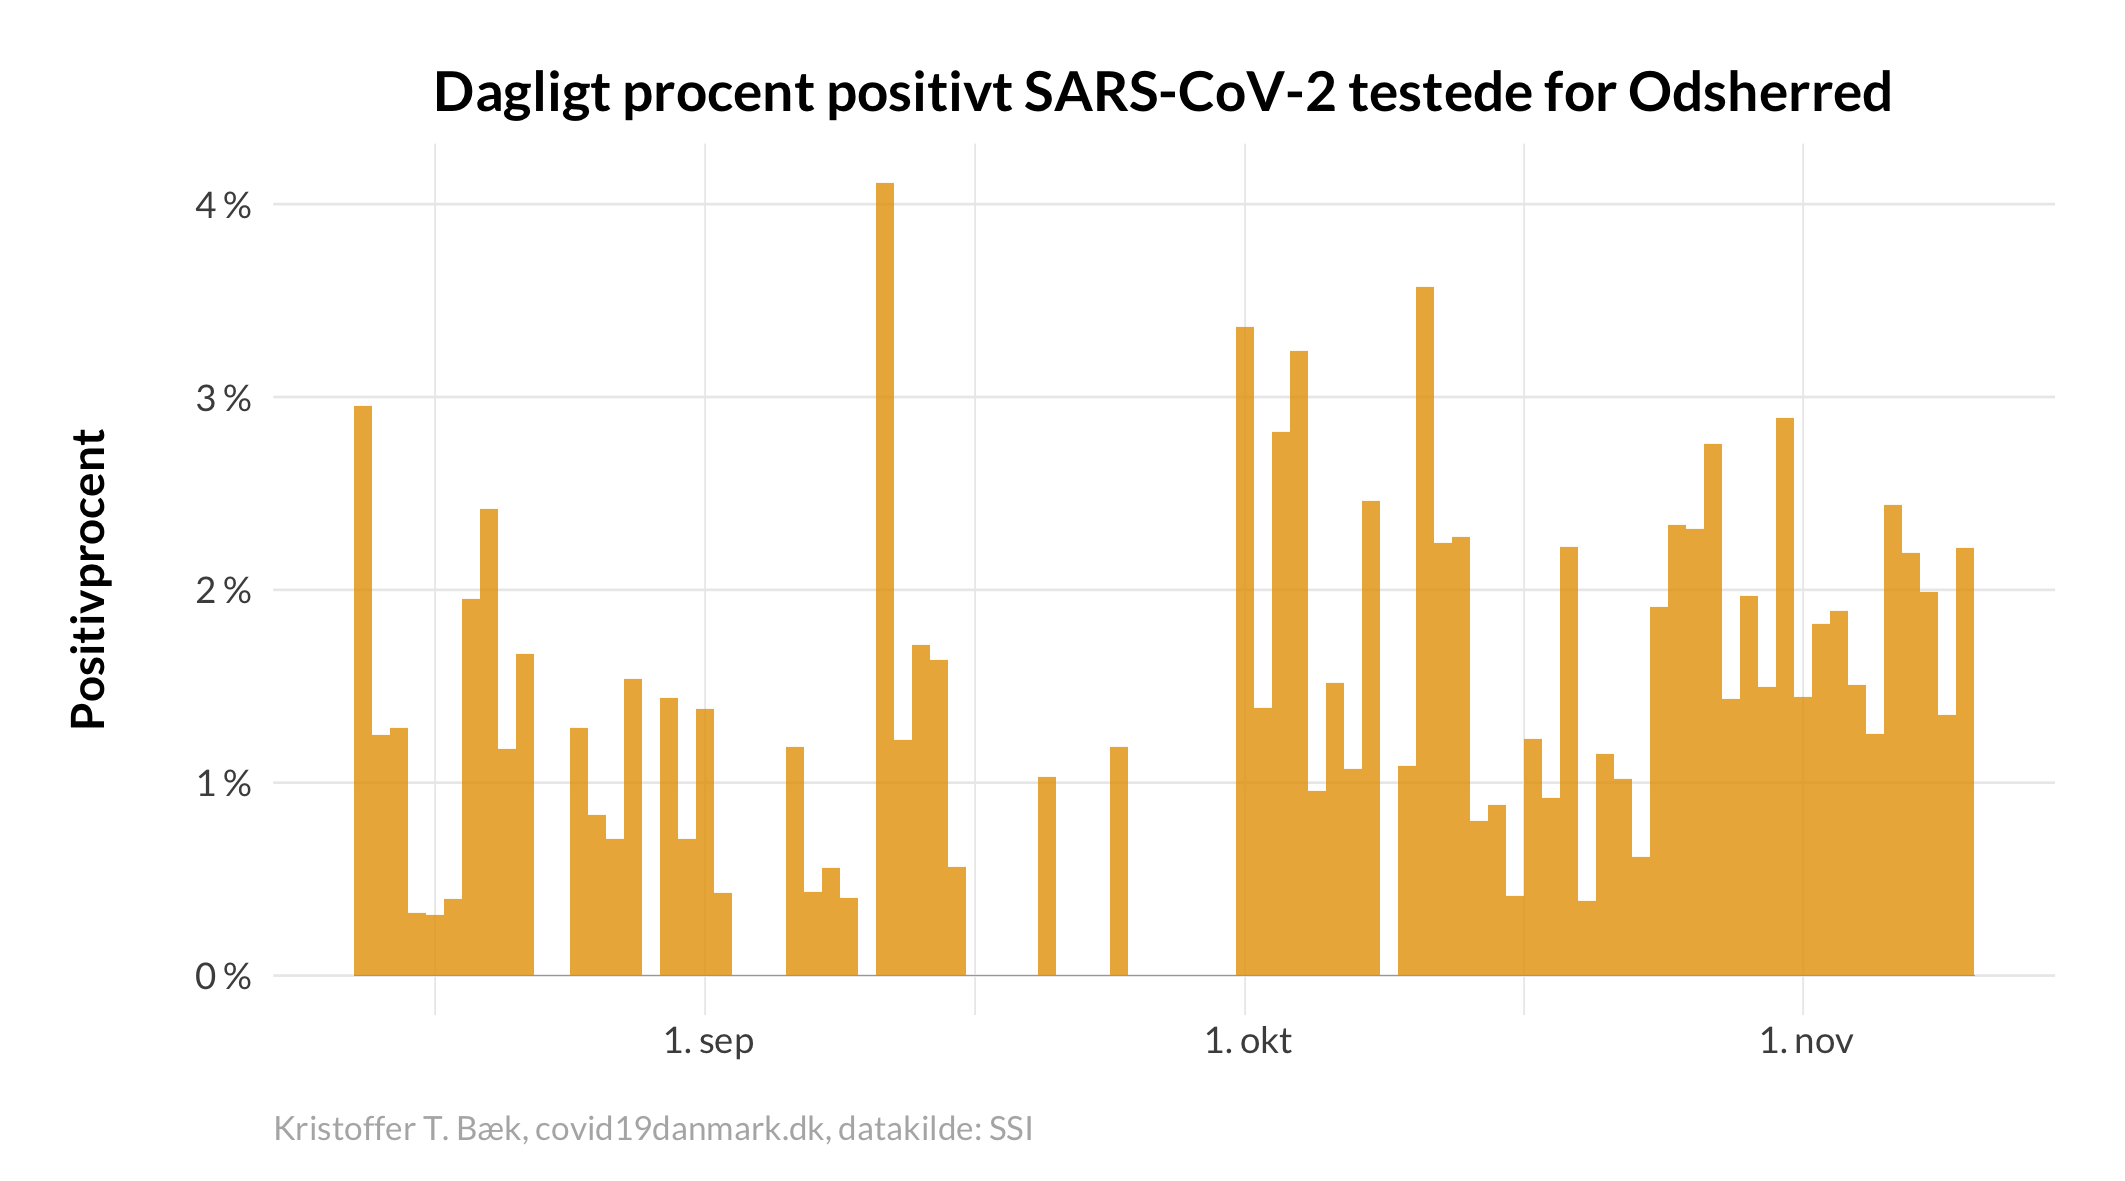 Dagligt procent positivt SARS-CoV-2 testede for Odsherred
Positivprocent
4 %
3 %
2 %
1 %
0 %
1. sep
1. okt
1. nov
Kristoffer T. Bæk, covid19danmark.dk, datakilde: SSI